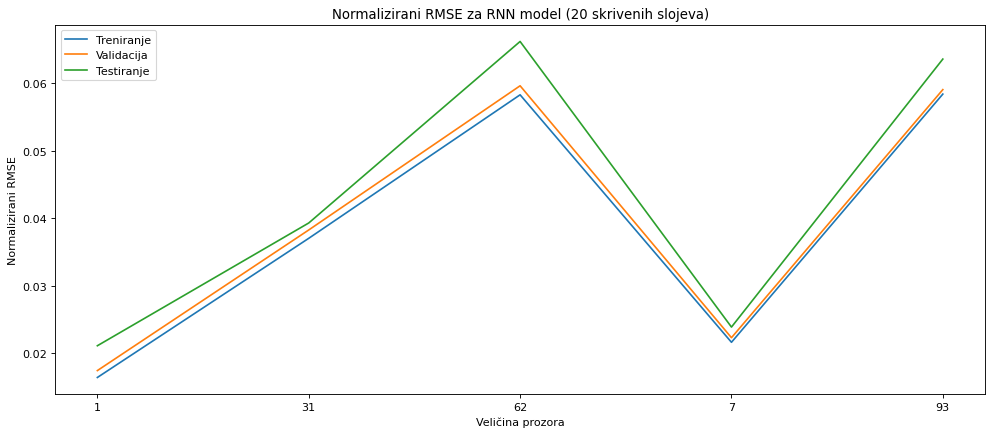 Normalizirani RMSE za RNN model (20 skrivenih slojeva)
Treniranje
Validacija
Testiranje
Normalizirani RMSE
0.06
0.05
0.04
0.03
0.02
1 31 62 7 93
Veličina prozora